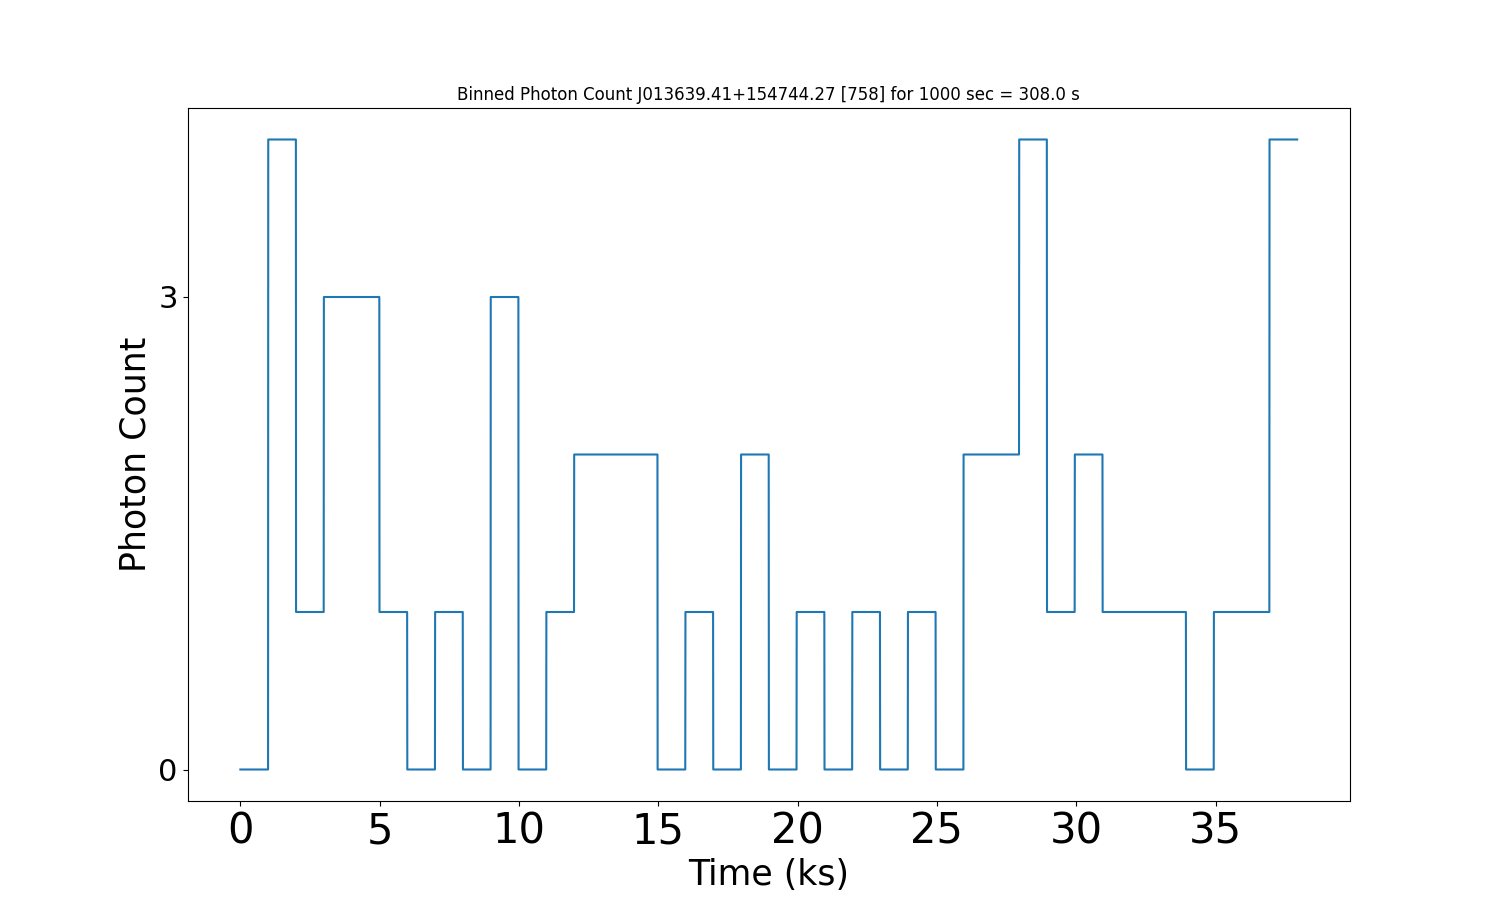 Binned Photon Count J013639.41+154744.27 [758] for 1000 sec = 308.0 s
Photon Count
3
0
0 5 10 15 20 25 30 35
Time (ks)